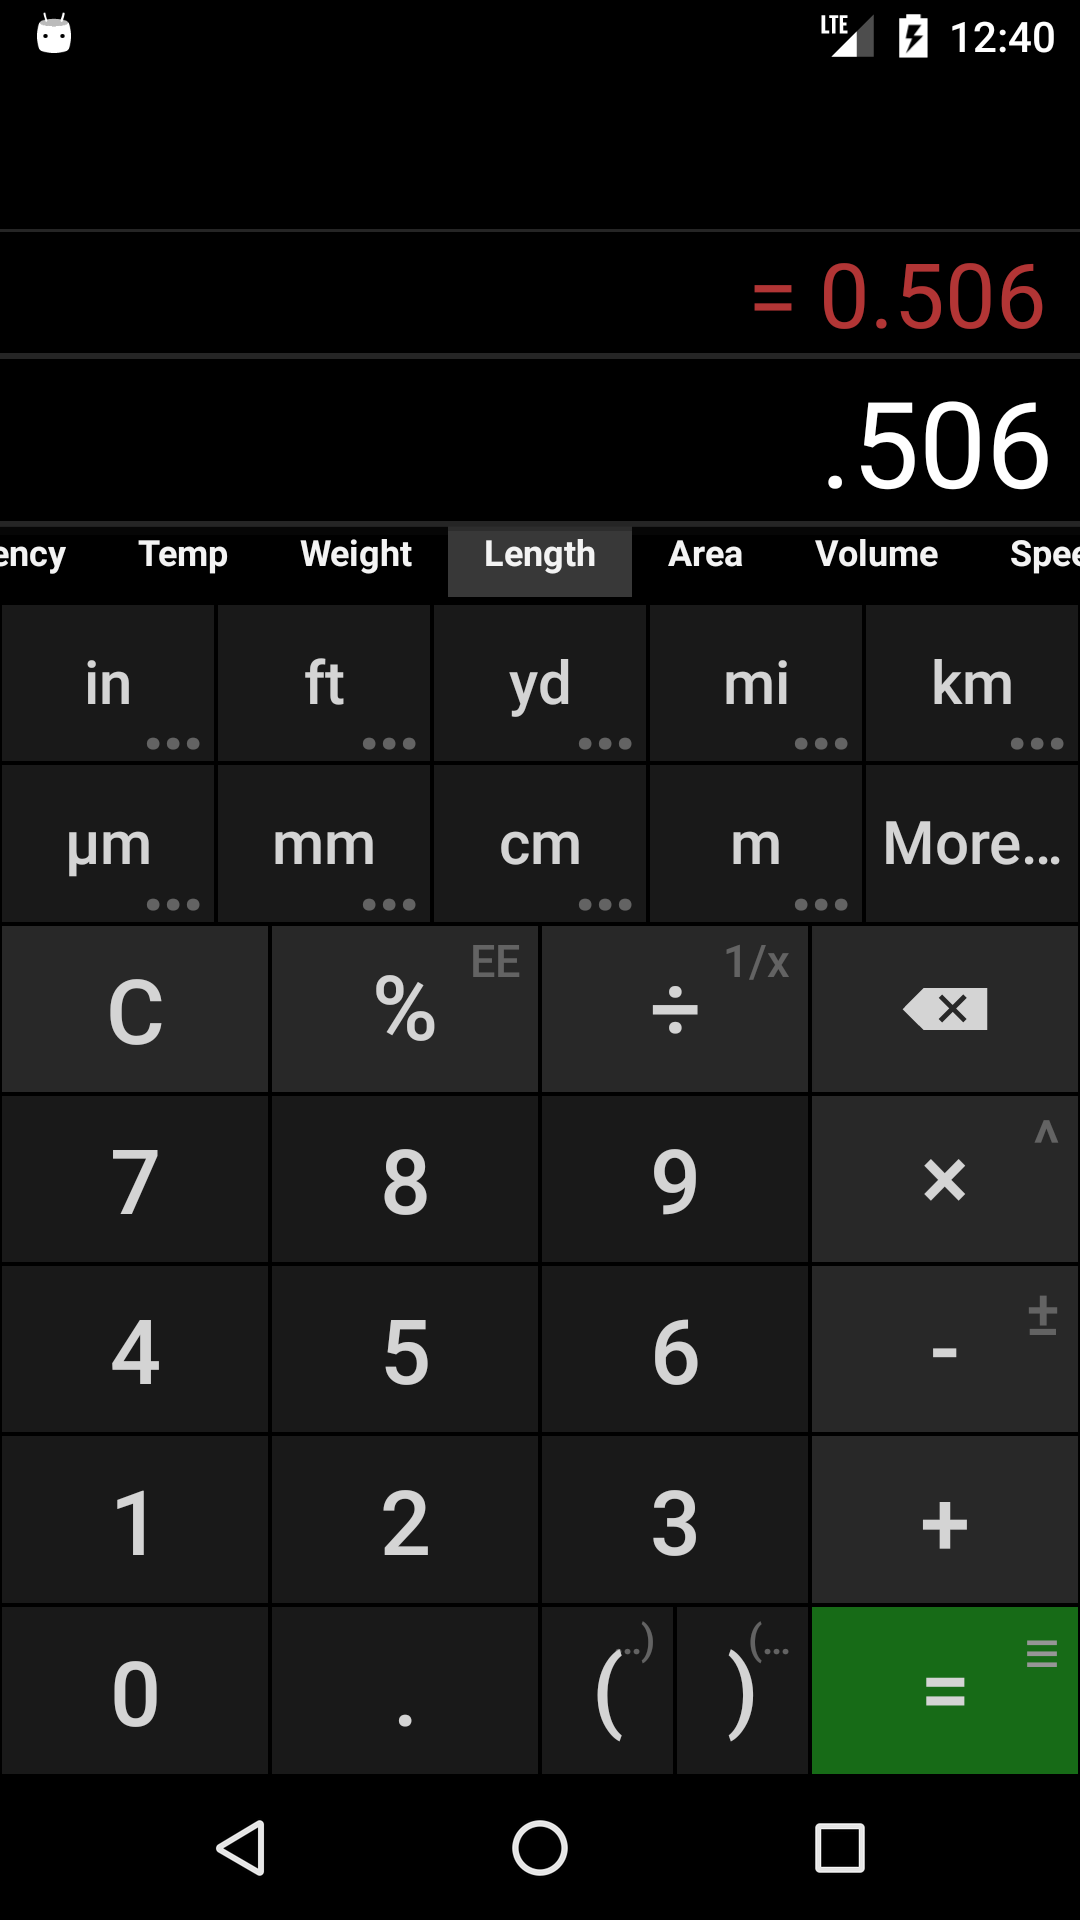 LTE 12:40
= 0.506
.506
ency Temp Weight Length Area Volume Spee
in ft yd mi km
µm mm cm m More...
C % EE ÷ 1/x
7 8 9 × ^
4 5 6 - ±
1 2 3 +
0 . ( ..) ) (... =